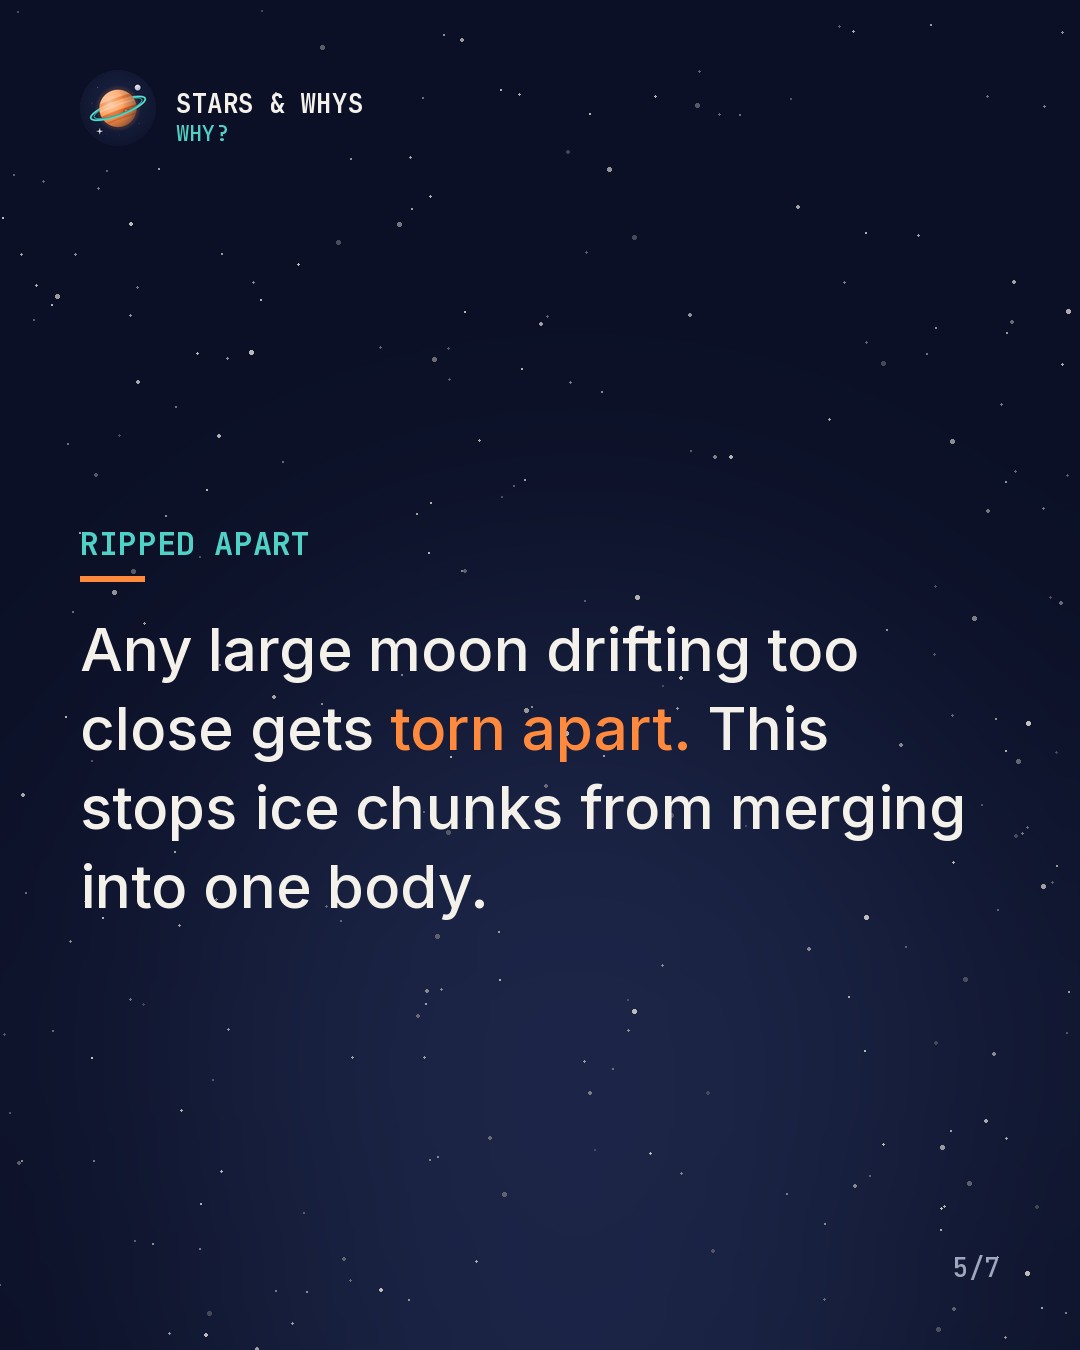 STARS & WHYS
WHY?
RIPPED APART
Any large moon drifting too
close gets torn apart. This
stops ice chunks from merging
into one body.
5/7